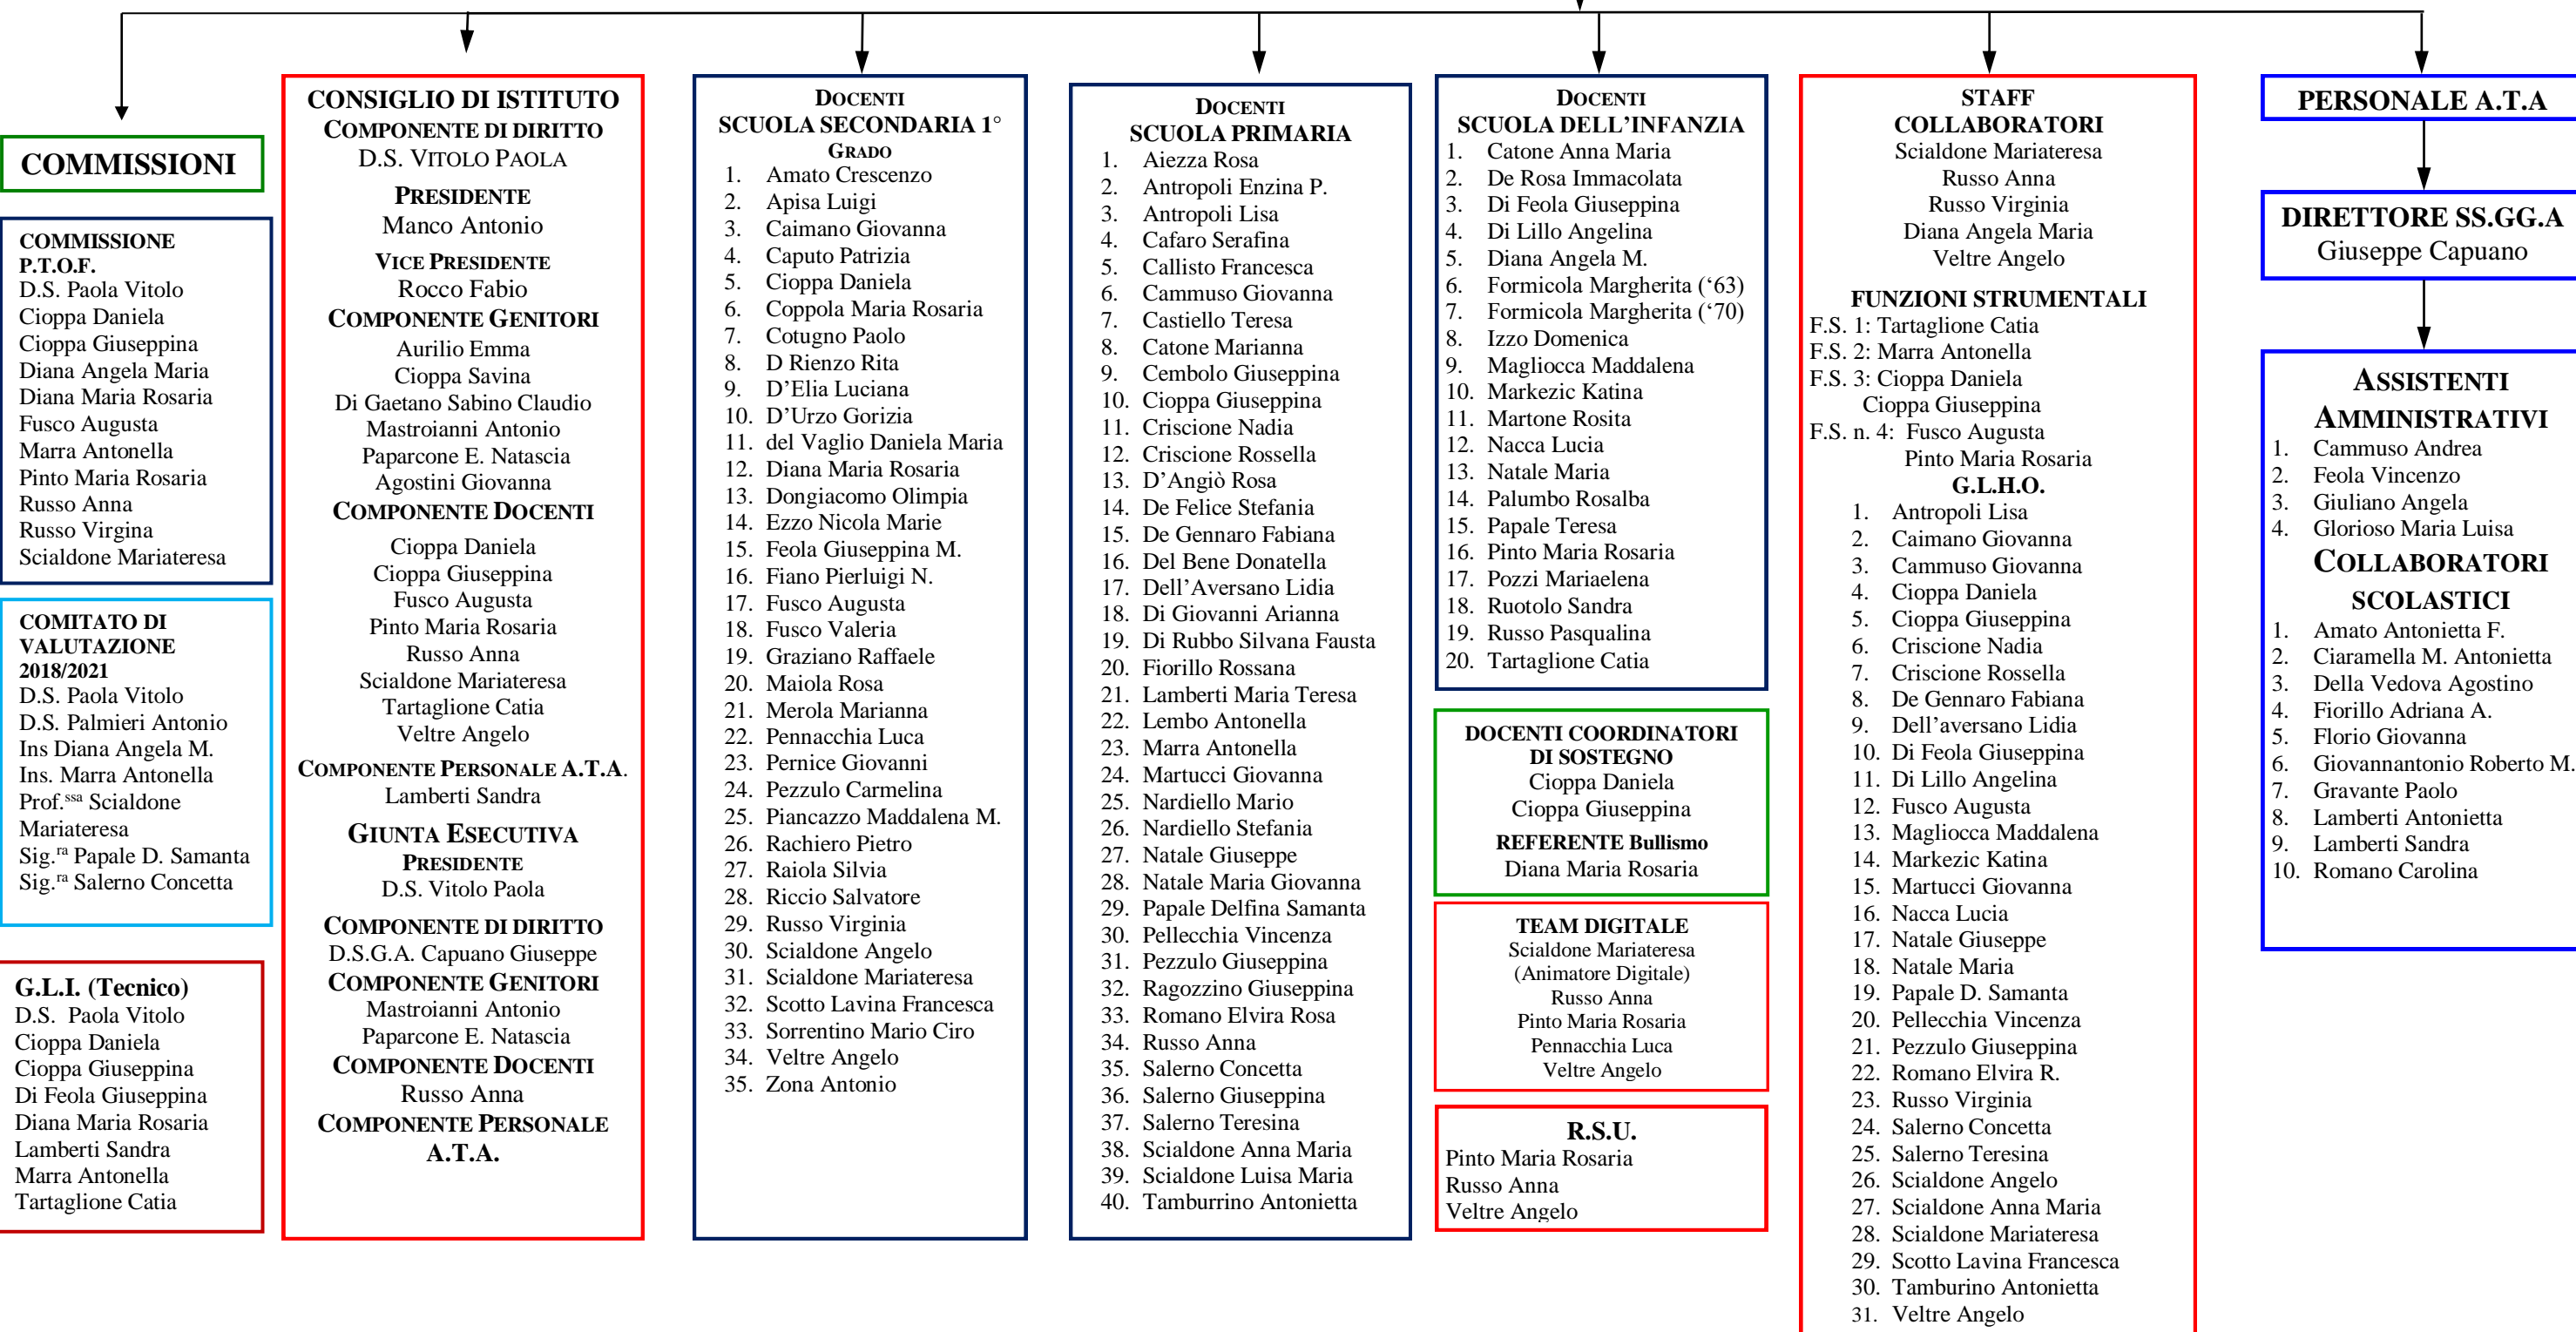 COMMISSIONI
COMMISSIONE
P.T.O.F.
D.S. Paola Vitolo
Cioppa Daniela
Cioppa Giuseppina
Diana Angela Maria
Diana Maria Rosaria
Fusco Augusta
Marra Antonella
Pinto Maria Rosaria
Russo Anna
Russo Virgina
Scialdone Mariateresa
COMITATO DI
VALUTAZIONE
2018/2021
D.S. Paola Vitolo
D.S. Palmieri Antonio
Ins Diana Angela M.
Ins. Marra Antonella
Prof.ssa Scialdone
Mariateresa
Sig.ra Papale D. Samanta
Sig.ra Salerno Concetta
G.L.I. (Tecnico)
D.S. Paola Vitolo
Cioppa Daniela
Cioppa Giuseppina
Di Feola Giuseppina
Diana Maria Rosaria
Lamberti Sandra
Marra Antonella
Tartaglione Catia
CONSIGLIO DI ISTITUTO
COMPONENTE DI DIRITTO
D.S. VITOLO PAOLA
PRESIDENTE
Manco Antonio
VICE PRESIDENTE
Rocco Fabio
COMPONENTE GENITORI
Aurilio Emma
Cioppa Savina
Di Gaetano Sabino Claudio
Mastroianni Antonio
Paparcone E. Natascia
Agostini Giovanna
COMPONENTE DOCENTI
Cioppa Daniela
Cioppa Giuseppina
Fusco Augusta
Pinto Maria Rosaria
Russo Anna
Scialdone Mariateresa
Tartaglione Catia
Veltre Angelo
COMPONENTE PERSONALE A.T.A.
Lamberti Sandra
GIUNTA ESECUTIVA
PRESIDENTE
D.S. Vitolo Paola
COMPONENTE DI DIRITTO
D.S.G.A. Capuano Giuseppe
COMPONENTE GENITORI
Mastroianni Antonio
Paparcone E. Natascia
COMPONENTE DOCENTI
Russo Anna
COMPONENTE PERSONALE
A.T.A.
DOCENTI
SCUOLA SECONDARIA 1°
GRADO
1. Amato Crescenzo
2. Apisa Luigi
3. Caimano Giovanna
4. Caputo Patrizia
5. Cioppa Daniela
6. Coppola Maria Rosaria
7. Cotugno Paolo
8. D Rienzo Rita
9. D'Elia Luciana
10. D'Urzo Gorizia
11. del Vaglio Daniela Maria
12. Diana Maria Rosaria
13. Dongiacomo Olimpia
14. Ezzo Nicola Marie
15. Feola Giuseppina M.
16. Fiano Pierluigi N.
17. Fusco Augusta
18. Fusco Valeria
19. Graziano Raffaele
20. Maiola Rosa
21. Merola Marianna
22. Pennacchia Luca
23. Pernice Giovanni
24. Pezzulo Carmelina
25. Piancazzo Maddalena M.
26. Rachiero Pietro
27. Raiola Silvia
28. Riccio Salvatore
29. Russo Virginia
30. Scialdone Angelo
31. Scialdone Mariateresa
32. Scotto Lavina Francesca
33. Sorrentino Mario Ciro
34. Veltre Angelo
35. Zona Antonio
DOCENTI
SCUOLA PRIMARIA
1. Aiezza Rosa
2. Antropoli Enzina P.
3. Antropoli Lisa
4. Cafaro Serafina
5. Callisto Francesca
6. Cammuso Giovanna
7. Castiello Teresa
8. Catone Marianna
9. Cembolo Giuseppina
10. Cioppa Giuseppina
11. Criscione Nadia
12. Criscione Rossella
13. D'Angiò Rosa
14. De Felice Stefania
15. De Gennaro Fabiana
16. Del Bene Donatella
17. Dell'Aversano Lidia
18. Di Giovanni Arianna
19. Di Rubbo Silvana Fausta
20. Fiorillo Rossana
21. Lamberti Maria Teresa
22. Lembo Antonella
23. Marra Antonella
24. Martucci Giovanna
25. Nardiello Mario
26. Nardiello Stefania
27. Natale Giuseppe
28. Natale Maria Giovanna
29. Papale Delfina Samanta
30. Pellecchia Vincenza
31. Pezzulo Giuseppina
32. Ragozzino Giuseppina
33. Romano Elvira Rosa
34. Russo Anna
35. Salerno Concetta
36. Salerno Giuseppina
37. Salerno Teresina
38. Scialdone Anna Maria
39. Scialdone Luisa Maria
40. Tamburrino Antonietta
DOCENTI
SCUOLA DELL'INFANZIA
1. Catone Anna Maria
2. De Rosa Immacolata
3. Di Feola Giuseppina
4. Di Lillo Angelina
5. Diana Angela M.
6. Formicola Margherita ('63)
7. Formicola Margherita ('70)
8. Izzo Domenica
9. Magliocca Maddalena
10. Markezic Katina
11. Martone Rosita
12. Nacca Lucia
13. Natale Maria
14. Palumbo Rosalba
15. Papale Teresa
16. Pinto Maria Rosaria
17. Pozzi Mariaelena
18. Ruotolo Sandra
19. Russo Pasqualina
20. Tartaglione Catia
DOCENTI COORDINATORI
DI SOSTEGNO
Cioppa Daniela
Cioppa Giuseppina
REFERENTE Bullismo
Diana Maria Rosaria
TEAM DIGITALE
Scialdone Mariateresa
(Animatore Digitale)
Russo Anna
Pinto Maria Rosaria
Pennacchia Luca
Veltre Angelo
R.S.U.
Pinto Maria Rosaria
Russo Anna
Veltre Angelo
STAFF
COLLABORATORI
Scialdone Mariateresa
Russo Anna
Russo Virginia
Diana Angela Maria
Veltre Angelo
FUNZIONI STRUMENTALI
F.S. 1: Tartaglione Catia
F.S. 2: Marra Antonella
F.S. 3: Cioppa Daniela
Cioppa Giuseppina
F.S. n. 4: Fusco Augusta
Pinto Maria Rosaria
G.L.H.O.
1. Antropoli Lisa
2. Caimano Giovanna
3. Cammuso Giovanna
4. Cioppa Daniela
5. Cioppa Giuseppina
6. Criscione Nadia
7. Criscione Rossella
8. De Gennaro Fabiana
9. Dell'aversano Lidia
10. Di Feola Giuseppina
11. Di Lillo Angelina
12. Fusco Augusta
13. Magliocca Maddalena
14. Markezic Katina
15. Martucci Giovanna
16. Nacca Lucia
17. Natale Giuseppe
18. Natale Maria
19. Papale D. Samanta
20. Pellecchia Vincenza
21. Pezzulo Giuseppina
22. Romano Elvira R.
23. Russo Virginia
24. Salerno Concetta
25. Salerno Teresina
26. Scialdone Angelo
27. Scialdone Anna Maria
28. Scialdone Mariateresa
29. Scotto Lavina Francesca
30. Tamburino Antonietta
31. Veltre Angelo
PERSONALE A.T.A
DIRETTORE SS.GG.A
Giuseppe Capuano
ASSISTENTI
AMMINISTRATIVI
1. Cammuso Andrea
2. Feola Vincenzo
3. Giuliano Angela
4. Glorioso Maria Luisa
COLLABORATORI
SCOLASTICI
1. Amato Antonietta F.
2. Ciaramella M. Antonietta
3. Della Vedova Agostino
4. Fiorillo Adriana A.
5. Florio Giovanna
6. Giovannantonio Roberto M.
7. Gravante Paolo
8. Lamberti Antonietta
9. Lamberti Sandra
10. Romano Carolina